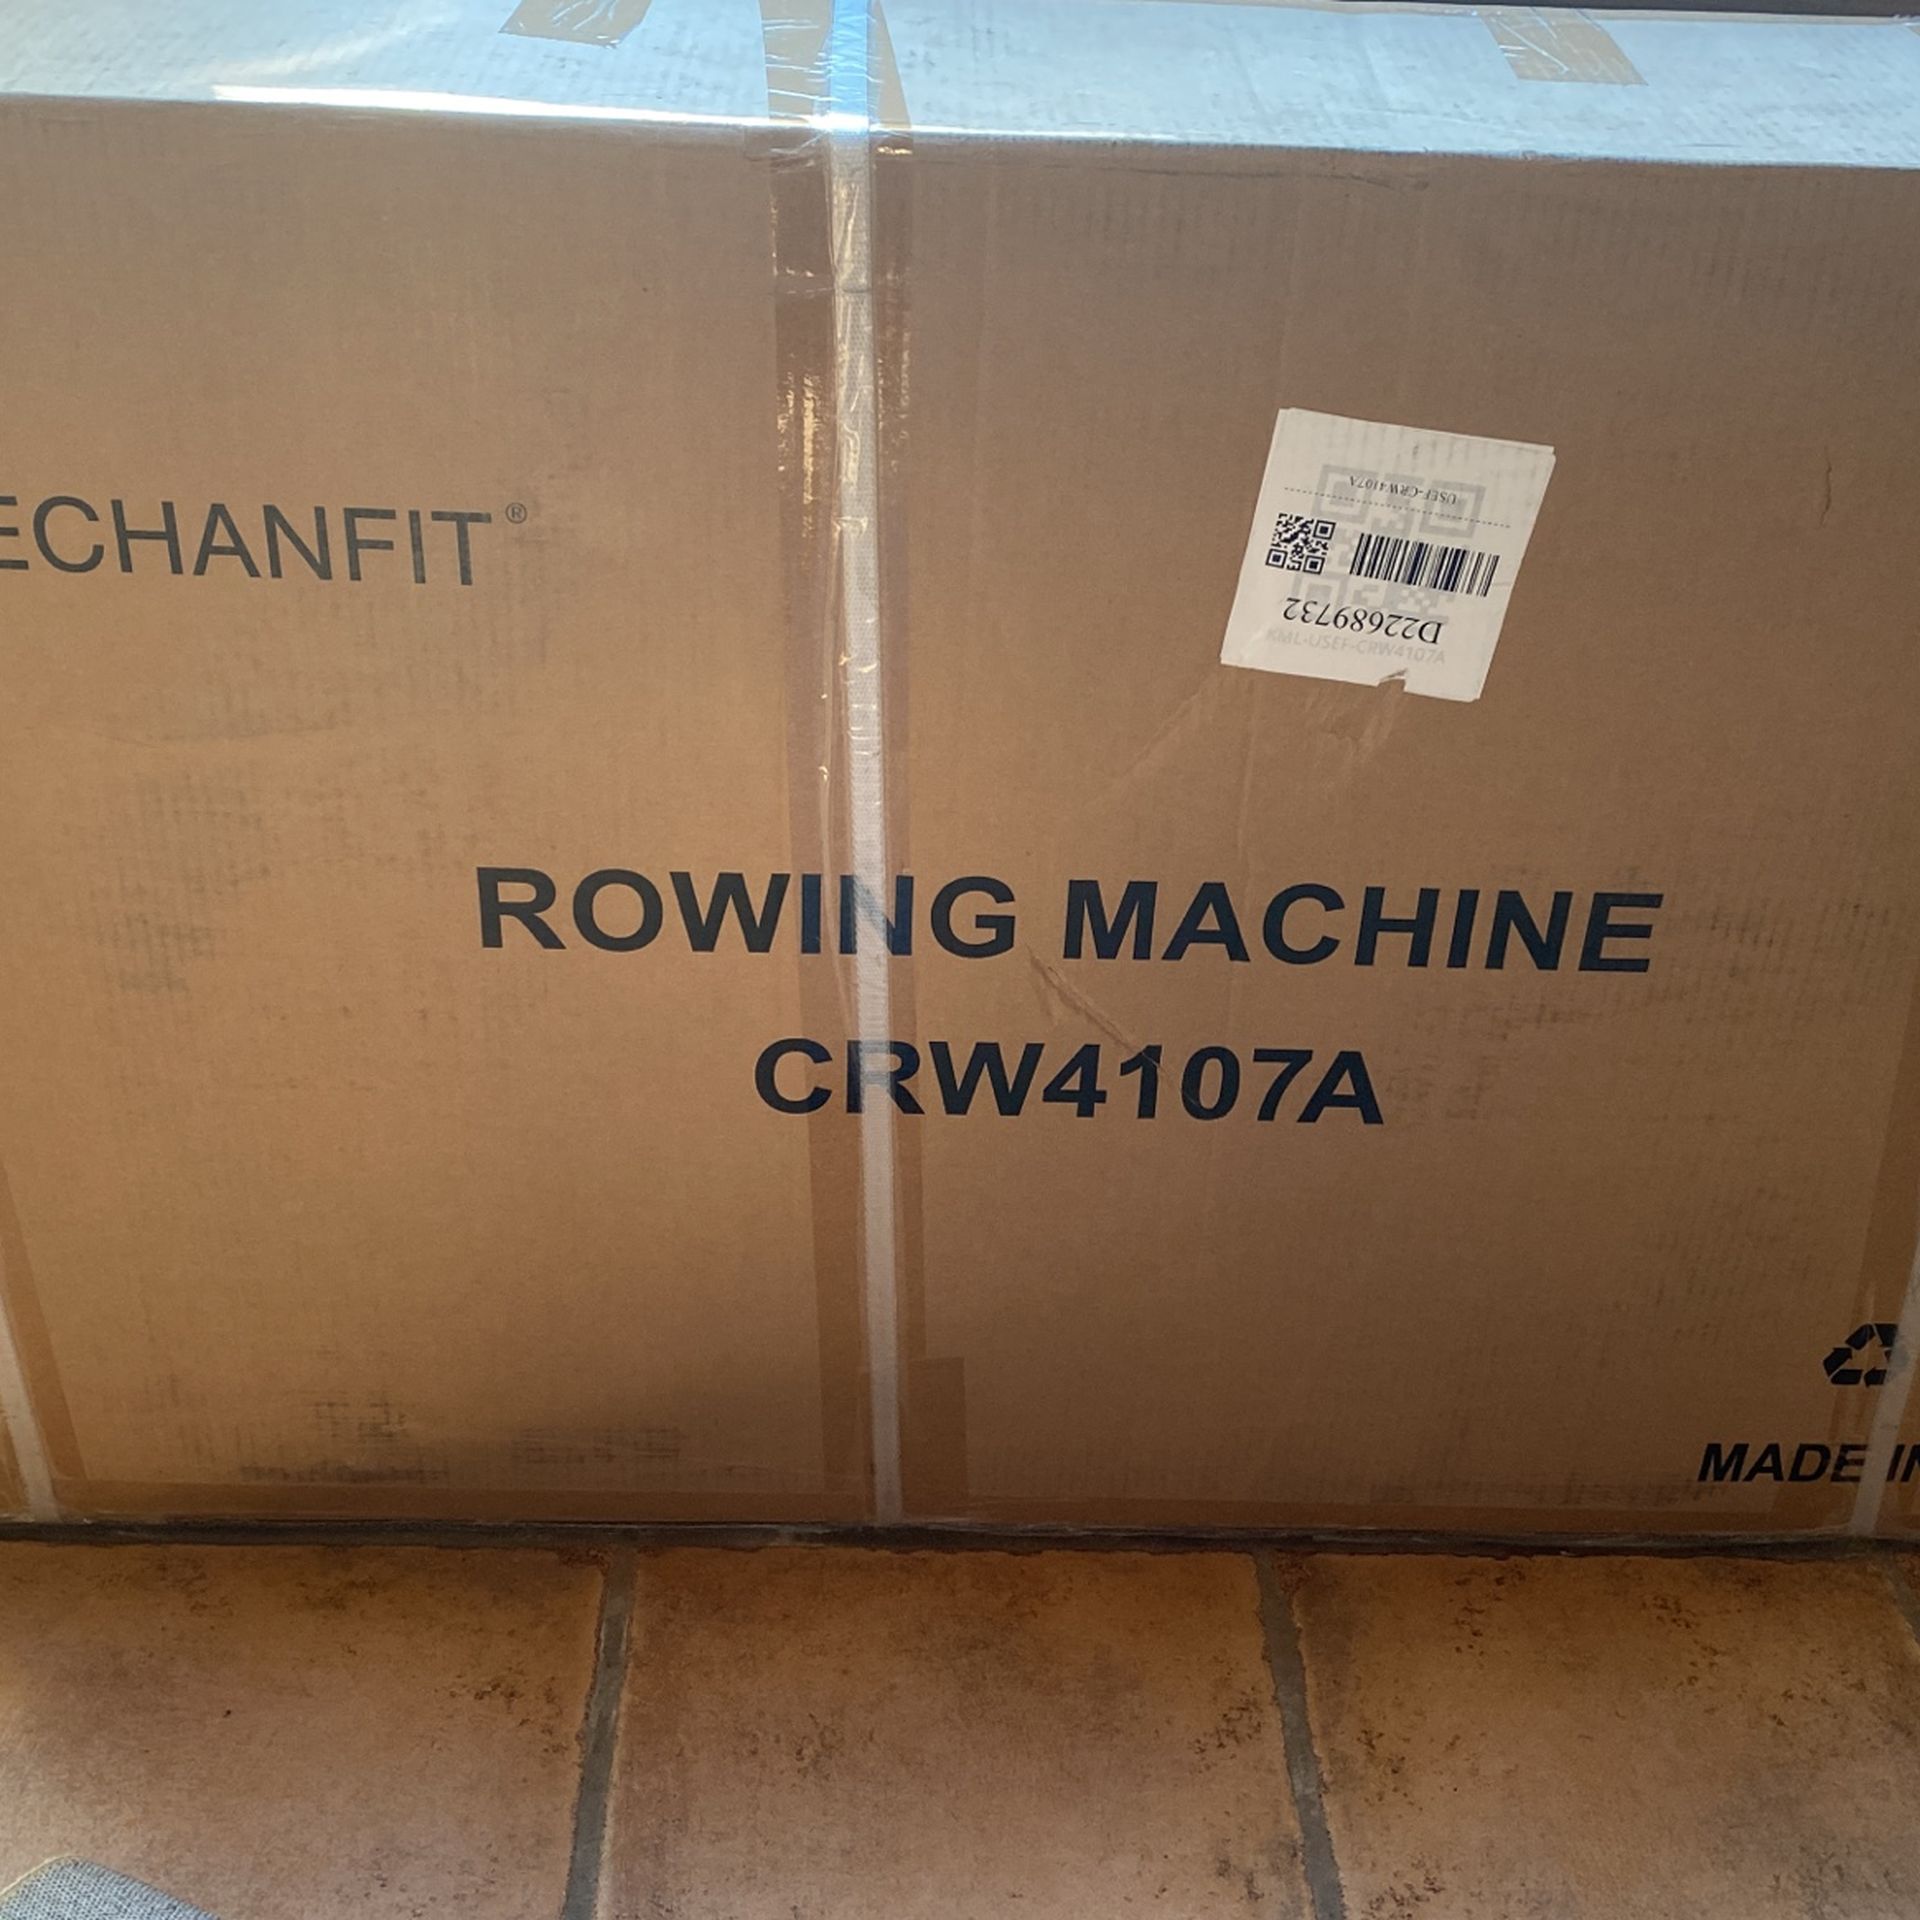 ECHANFIT®
USEF-CRW4107A
D22689732
KML-USEF-CRW4107A
ROWING MACHINE
CRW4107A
MADE IN